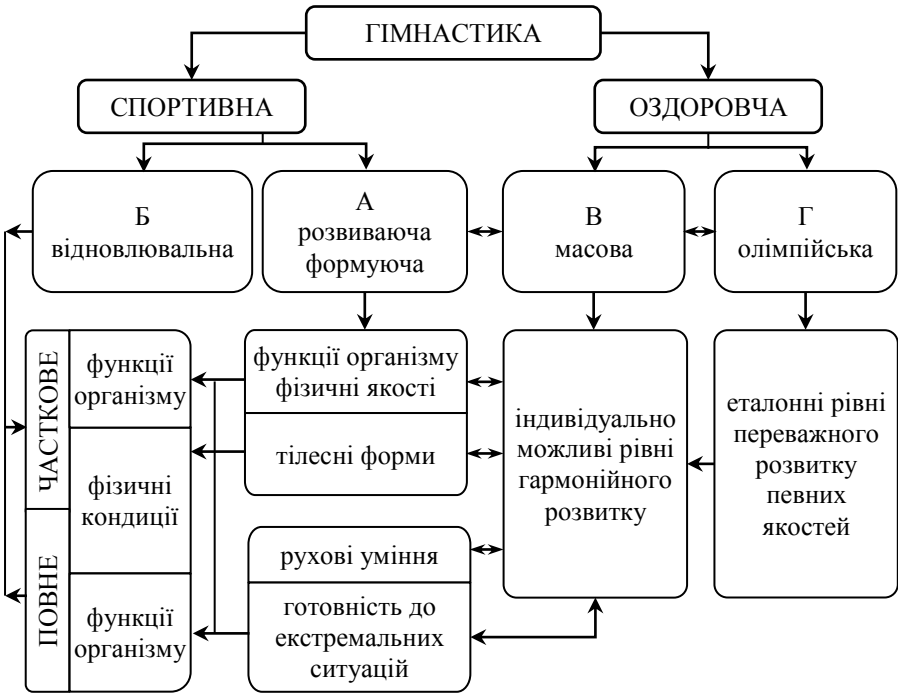 ГІМНАСТИКА
СПОРТИВНА
ОЗДОРОВЧА
Б
відновлювальна
А
розвиваюча
формуюча
В
масова
Г
олімпійська
ЧАСТКОВЕ
ПОВНЕ
функції
організму
фізичні
кондиції
функції
організму
функції організму
фізичні якості
тілесні форми
рухові уміння
готовність до
екстремальних
ситуацій
індивідуально
можливі рівні
гармонійного
розвитку
еталонні рівні
переважного
розвитку
певних
якостей